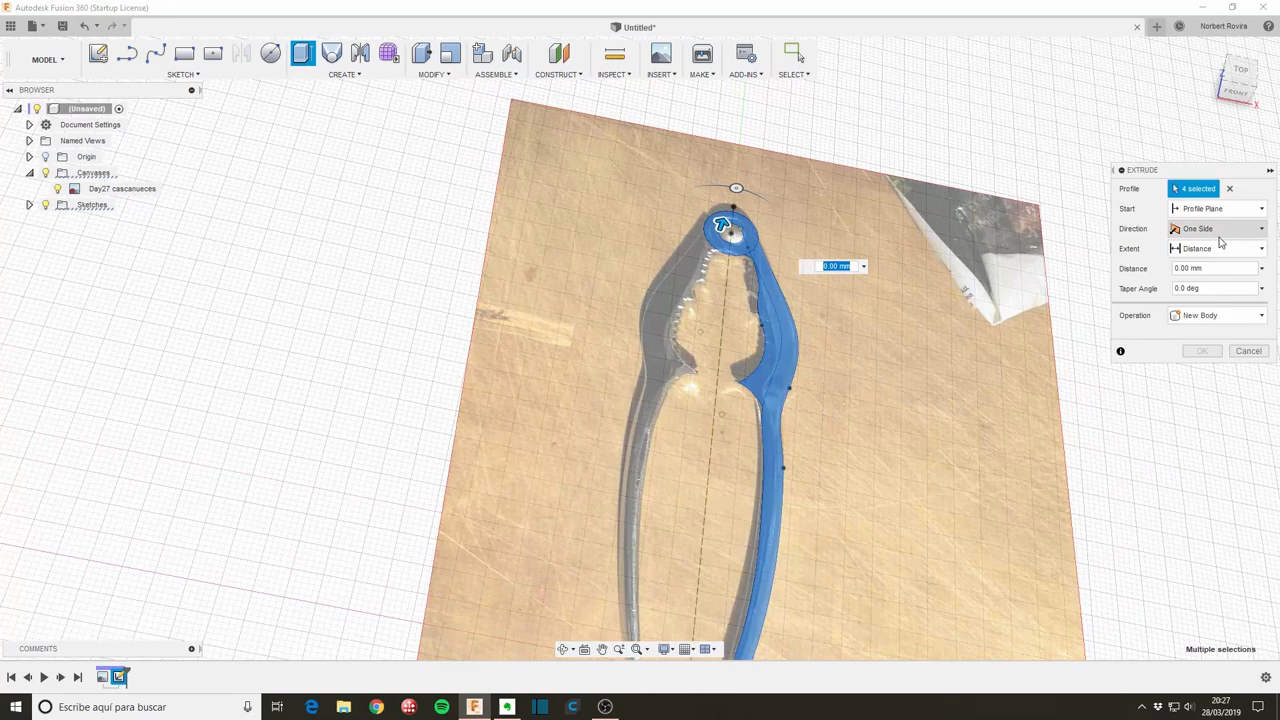 Autodesk Fusion 360 (Startup License)
Untitled*
Norbert Rovira
MODEL
SKETCH
CREATE
MODIFY
ASSEMBLE
CONSTRUCT
INSPECT
INSERT
MAKE
ADD-INS
SELECT
BROWSER
(Unsaved)
Document Settings
Named Views
Origin
Canvases
Day27 cascanueces
Sketches
TOP
FRONT
Z
X
EXTRUDE
Profile 4 selected
Start Profile Plane
Direction One Side
Extent Distance
Distance 0.00 mm
Taper Angle 0.0 deg
Operation New Body
OK Cancel
0.00 mm
COMMENTS
Multiple selections
Escribe aquí para buscar
20:27
28/03/2019